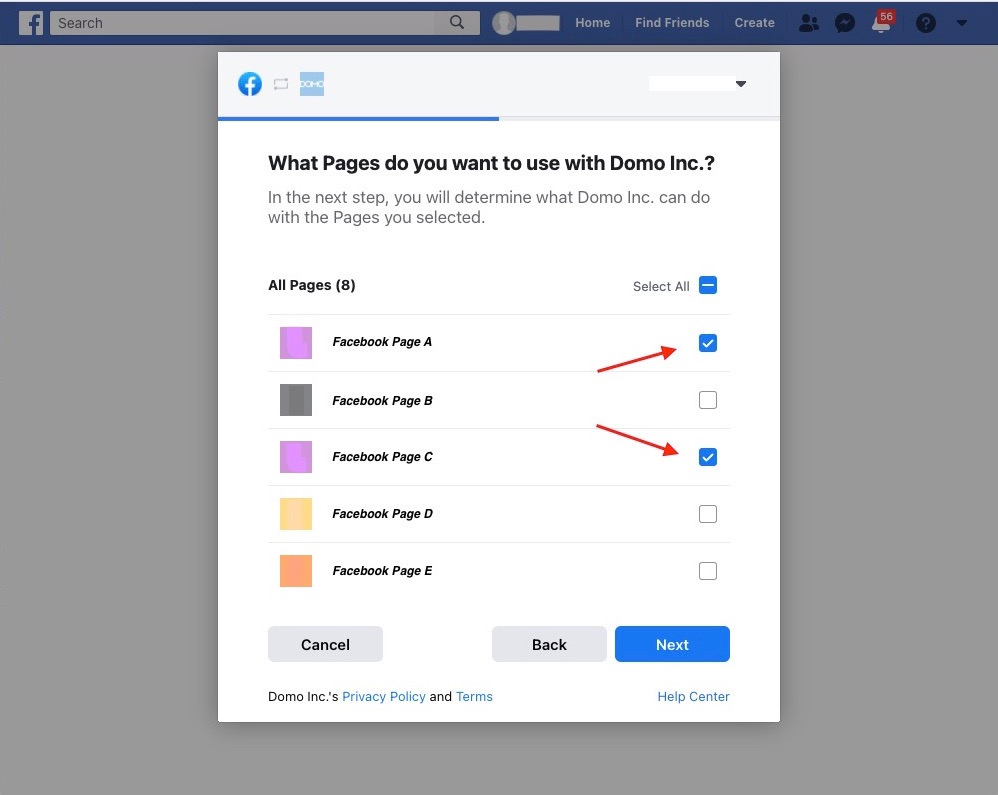 Search
Home
Find Friends
Create
56
DOMO
What Pages do you want to use with Domo Inc.?
In the next step, you will determine what Domo Inc. can do
with the Pages you selected.
All Pages (8)
Select All
Facebook Page A
Facebook Page B
Facebook Page C
Facebook Page D
Facebook Page E
Cancel
Back
Next
Domo Inc.'s Privacy Policy and Terms
Help Center